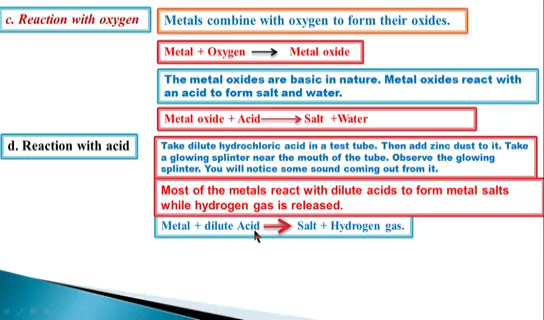 c. Reaction with oxygen
Metals combine with oxygen to form their oxides.
Metal + Oxygen Metal oxide
The metal oxides are basic in nature. Metal oxides react with
an acid to form salt and water.
Metal oxide + Acid Salt +Water
d. Reaction with acid
Take dilute hydrochloric acid in a test tube. Then add zinc dust to it. Take
a glowing splinter near the mouth of the tube. Observe the glowing
splinter. You will notice some sound coming out from it.
Most of the metals react with dilute acids to form metal salts
while hydrogen gas is released.
Metal + dilute Acid Salt + Hydrogen gas.